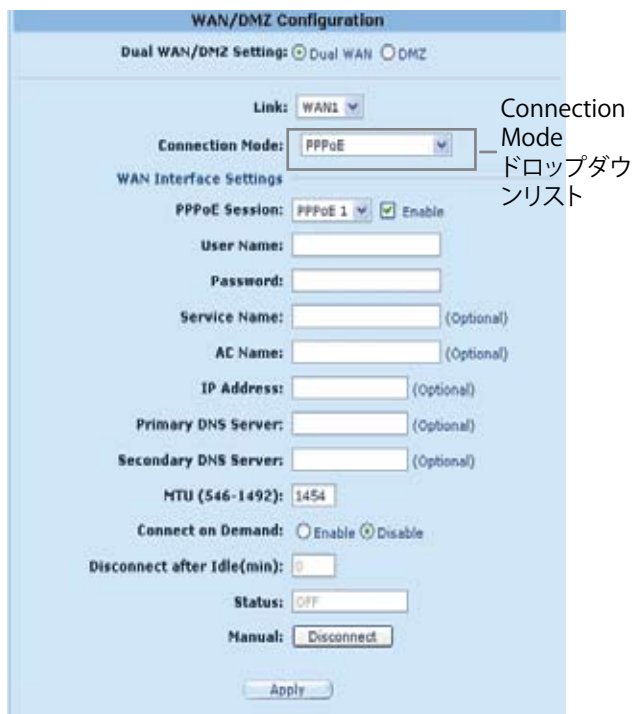 WAN/DMZ Configuration
Dual WAN/DMZ Setting: Dual WAN DMZ
Link: WAN1
Connection Mode: PPPoE
Connection
Mode
ドロップダウ
ンリスト
WAN Interface Settings
PPPoE Session: PPPoE 1 Enable
User Name:
Password:
Service Name: (Optional)
AC Name: (Optional)
IP Address: (Optional)
Primary DNS Server: (Optional)
Secondary DNS Server: (Optional)
MTU (546-1492): 1454
Connect on Demand: Enable Disable
Disconnect after Idle(min): 0
Status: OFF
Manual: Disconnect
Apply